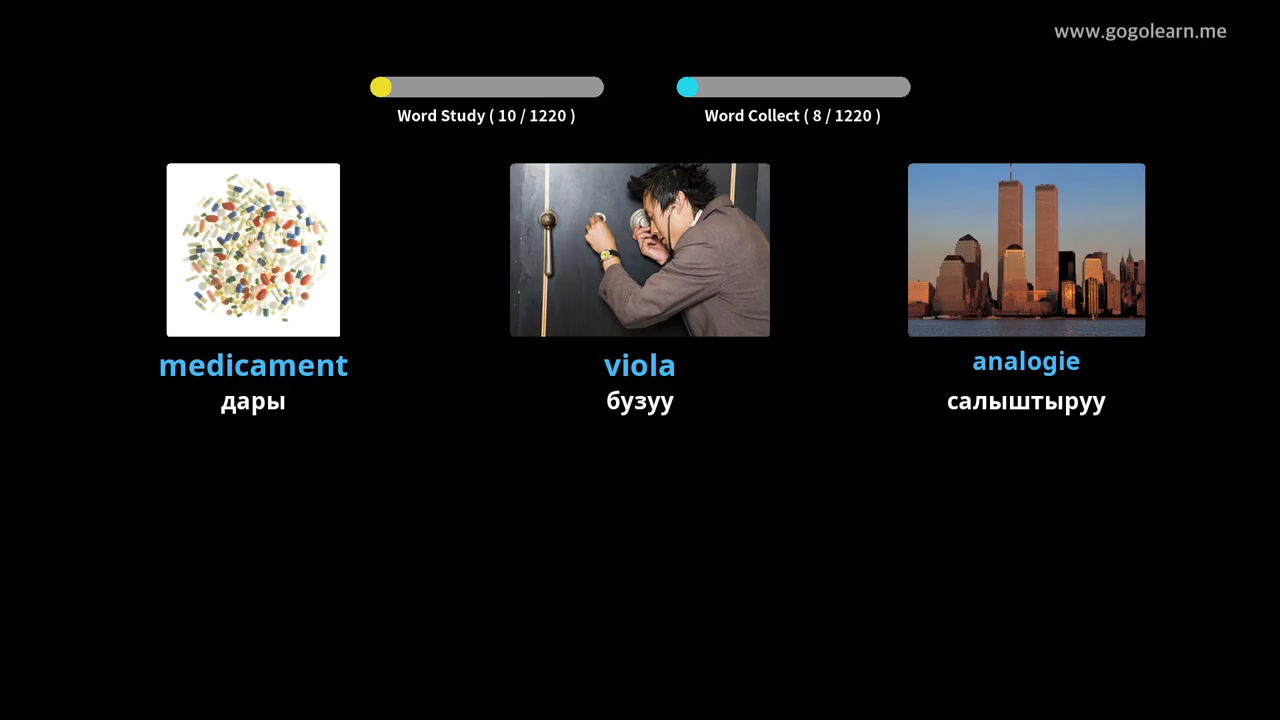 www.gogolearn.me
Word Study ( 10 / 1220 )
Word Collect ( 8 / 1220 )
medicament
viola
analogie
дары
бузуу
салыштыруу